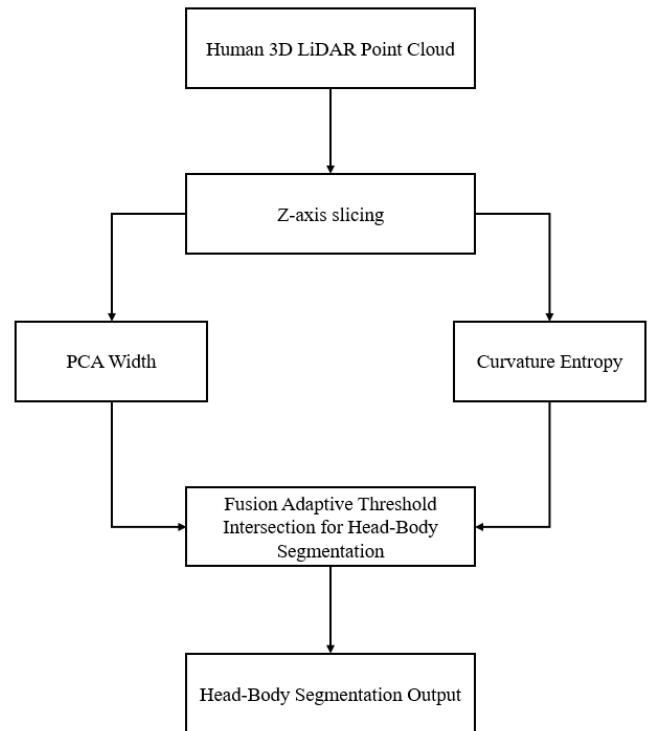 Human 3D LiDAR Point Cloud
Z-axis slicing
PCA Width
Curvature Entropy
Fusion Adaptive Threshold
Intersection for Head-Body
Segmentation
Head-Body Segmentation Output